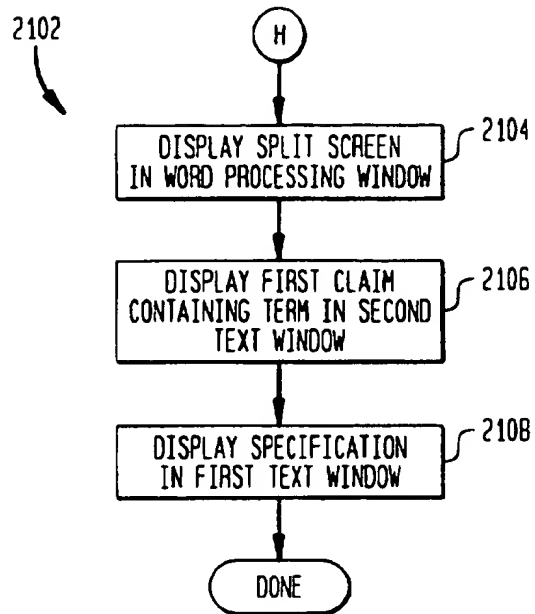 2102
H
DISPLAY SPLIT SCREEN
IN WORD PROCESSING WINDOW
2104
DISPLAY FIRST CLAIM
CONTAINING TERM IN SECOND
TEXT WINDOW
2106
DISPLAY SPECIFICATION
IN FIRST TEXT WINDOW
2108
DONE